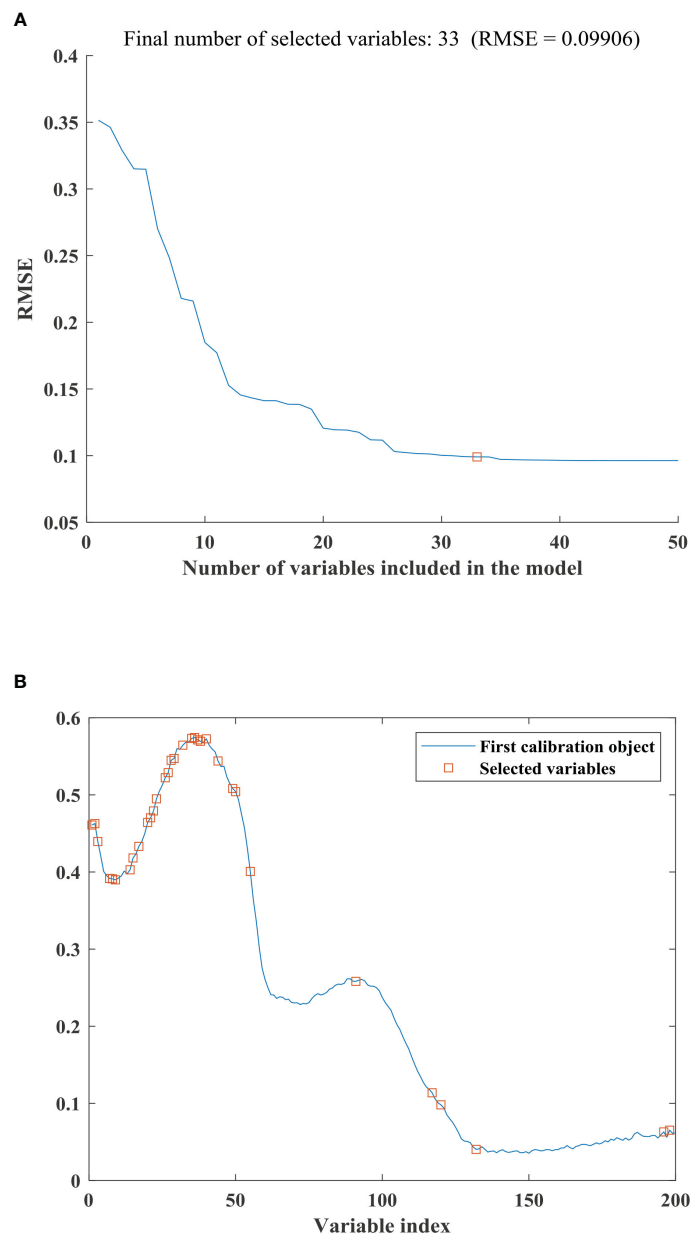 A
Final number of selected variables: 33 (RMSE = 0.09906)
0.4
0.35
0.3
0.25
0.2
0.15
0.1
0.05
RMSE
0 10 20 30 40 50
Number of variables included in the model
B
0.6
0.5
0.4
0.3
0.2
0.1
0
First calibration object
Selected variables
0 50 100 150 200
Variable index